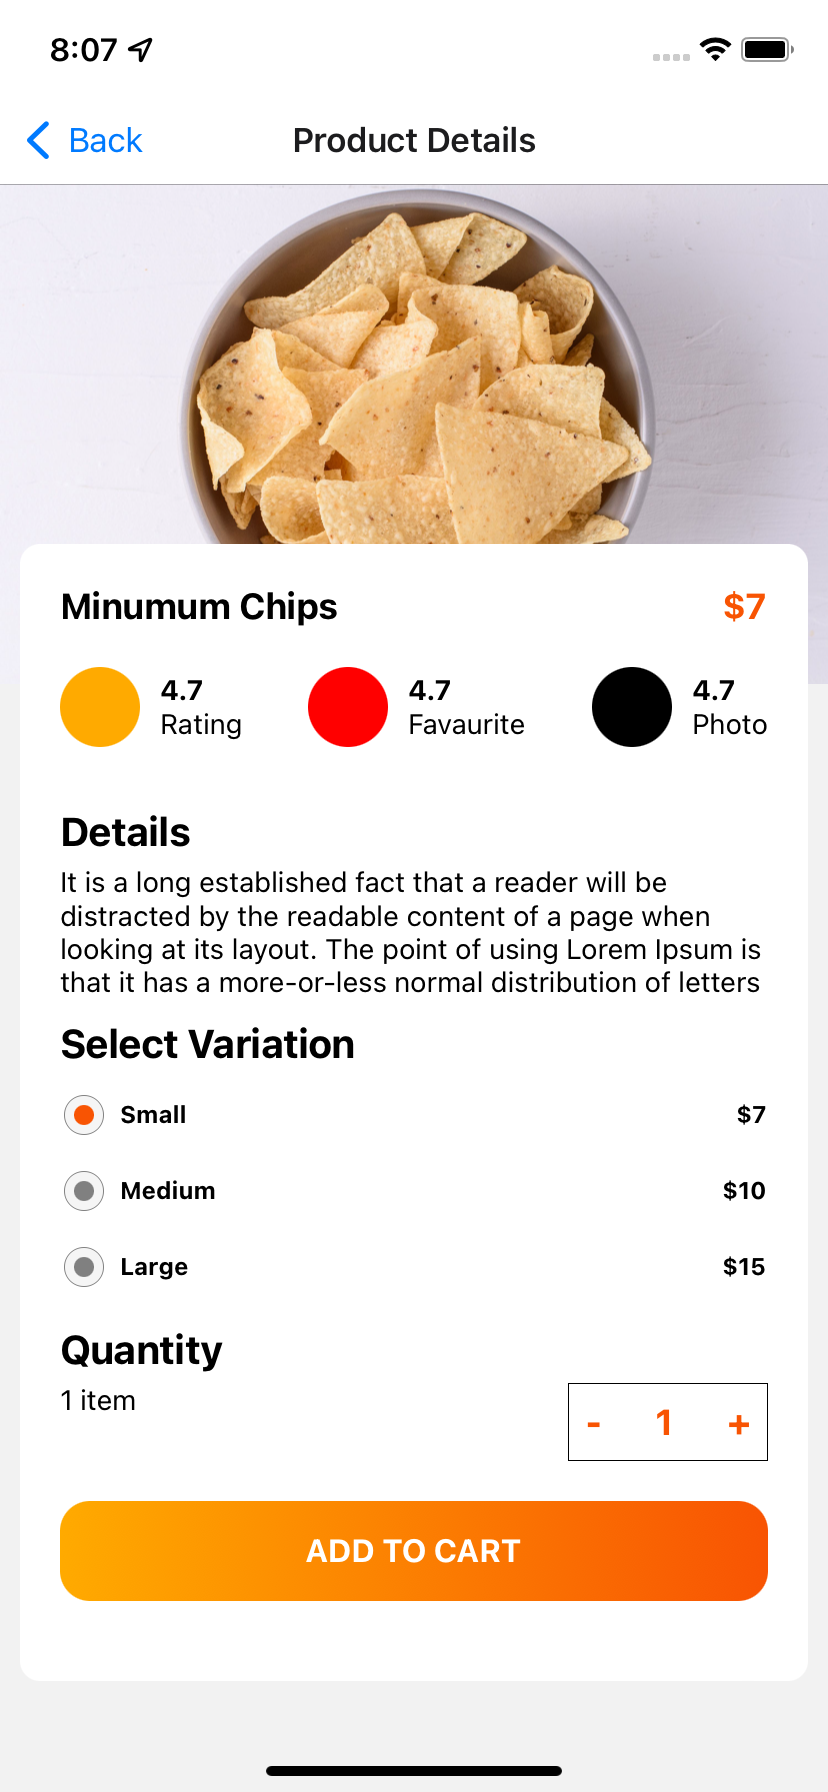 8:07
Back
Product Details
Minumum Chips
$7
4.7
Rating
4.7
Favaurite
4.7
Photo
Details
It is a long established fact that a reader will be
distracted by the readable content of a page when
looking at its layout. The point of using Lorem Ipsum is
that it has a more-or-less normal distribution of letters
Select Variation
Small $7
Medium $10
Large $15
Quantity
1 item
- 1 +
ADD TO CART